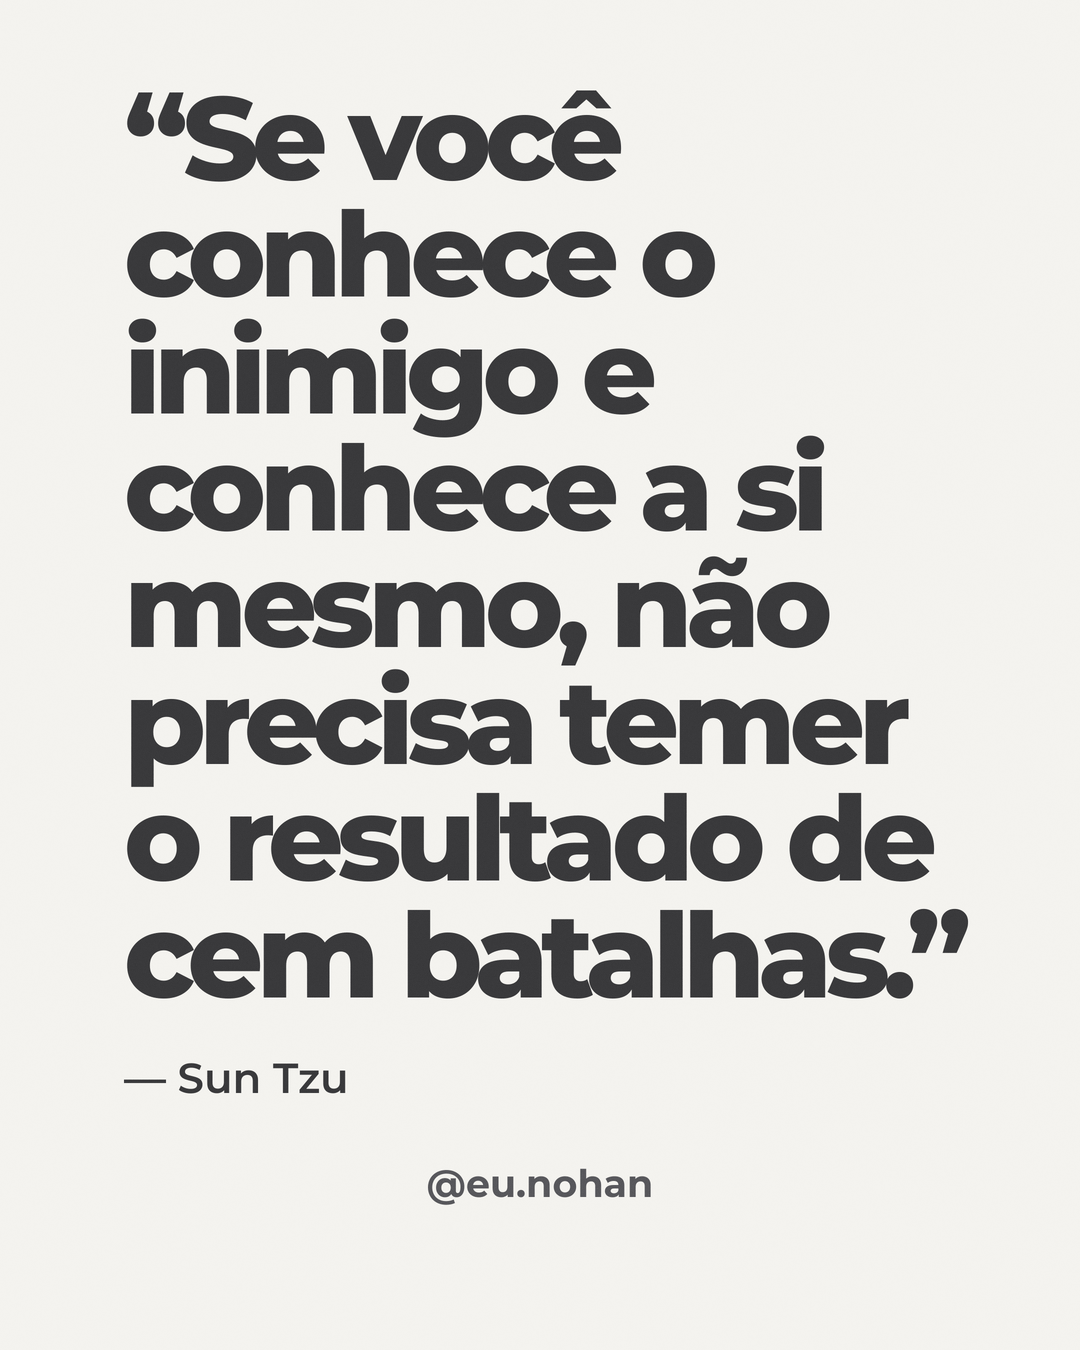 “Se você
conhece o
inimigo e
conhece a si
mesmo, não
precisa temer
o resultado de
cem batalhas.”
— Sun Tzu
@eu.nohan